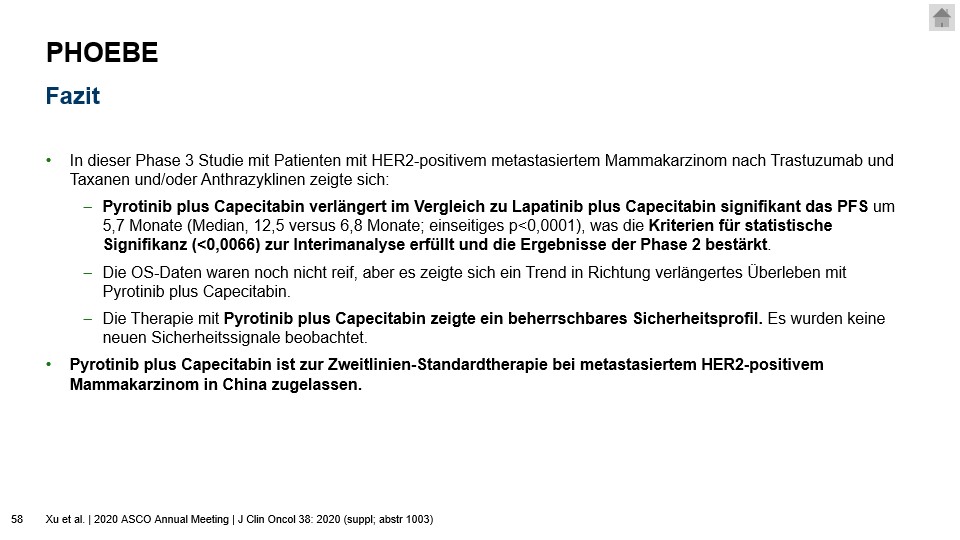 PHOEBE
Fazit
• In dieser Phase 3 Studie mit Patienten mit HER2-positivem metastasiertem Mammakarzinom nach Trastuzumab und
Taxanen und/oder Anthrazyklinen zeigte sich:
– Pyrotinib plus Capecitabin verlängert im Vergleich zu Lapatinib plus Capecitabin signifikant das PFS um
5,7 Monate (Median, 12,5 versus 6,8 Monate; einseitiges p<0,0001), was die Kriterien für statistische
Signifikanz (<0,0066) zur Interimanalyse erfüllt und die Ergebnisse der Phase 2 bestärkt.
– Die OS-Daten waren noch nicht reif, aber es zeigte sich ein Trend in Richtung verlängertes Überleben mit
Pyrotinib plus Capecitabin.
– Die Therapie mit Pyrotinib plus Capecitabin zeigte ein beherrschbares Sicherheitsprofil. Es wurden keine
neuen Sicherheitssignale beobachtet.
• Pyrotinib plus Capecitabin ist zur Zweitlinien-Standardtherapie bei metastasiertem HER2-positivem
Mammakarzinom in China zugelassen.
58 Xu et al. | 2020 ASCO Annual Meeting | J Clin Oncol 38: 2020 (suppl; abstr 1003)